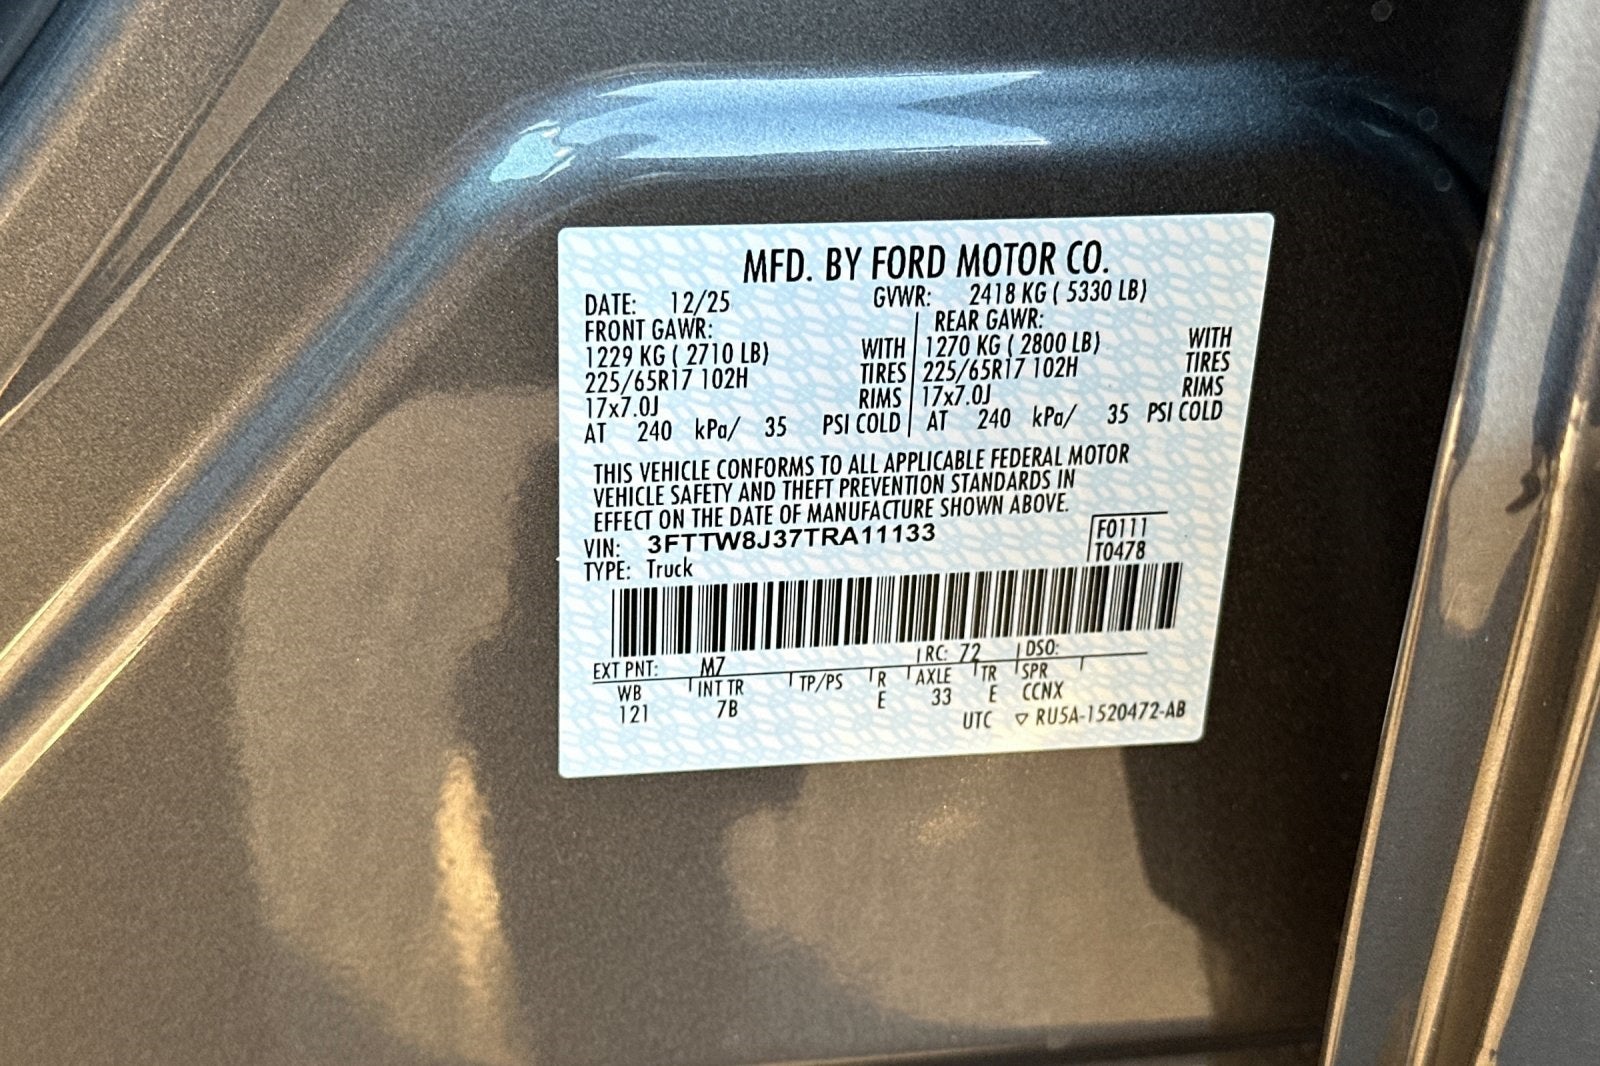 MFD. BY FORD MOTOR CO.
DATE: 12/25 GVWR: 2418 KG ( 5330 LB)
FRONT GAWR: REAR GAWR:
1229 KG ( 2710 LB) WITH 1270 KG ( 2800 LB) WITH
225/65R17 102H TIRES 225/65R17 102H TIRES
17x7.0J RIMS 17x7.0J RIMS
AT 240 kPa/ 35 PSI COLD AT 240 kPa/ 35 PSI COLD
THIS VEHICLE CONFORMS TO ALL APPLICABLE FEDERAL MOTOR
VEHICLE SAFETY AND THEFT PREVENTION STANDARDS IN
EFFECT ON THE DATE OF MANUFACTURE SHOWN ABOVE.
VIN: 3FTTW8J37TRA11133 F0111
TYPE: Truck T0478
EXT PNT: M7 RC: 72 DSO:
WB INT TR TP/PS R AXLE TR SPR
121 7B E 33 E CCNX
UTC ▽ RU5A-1520472-AB